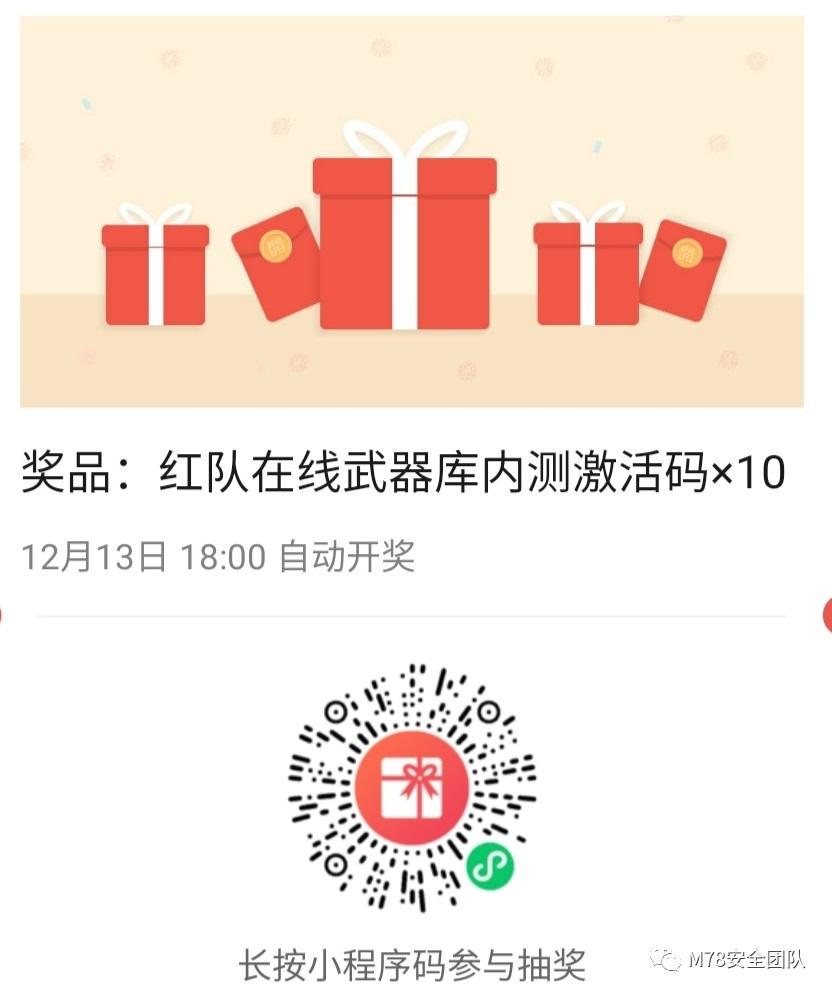 開
開
奖品：红队在线武器库内测激活码×10
12月13日 18:00 自动开奖
长按小程序码参与抽奖
M78安全团队